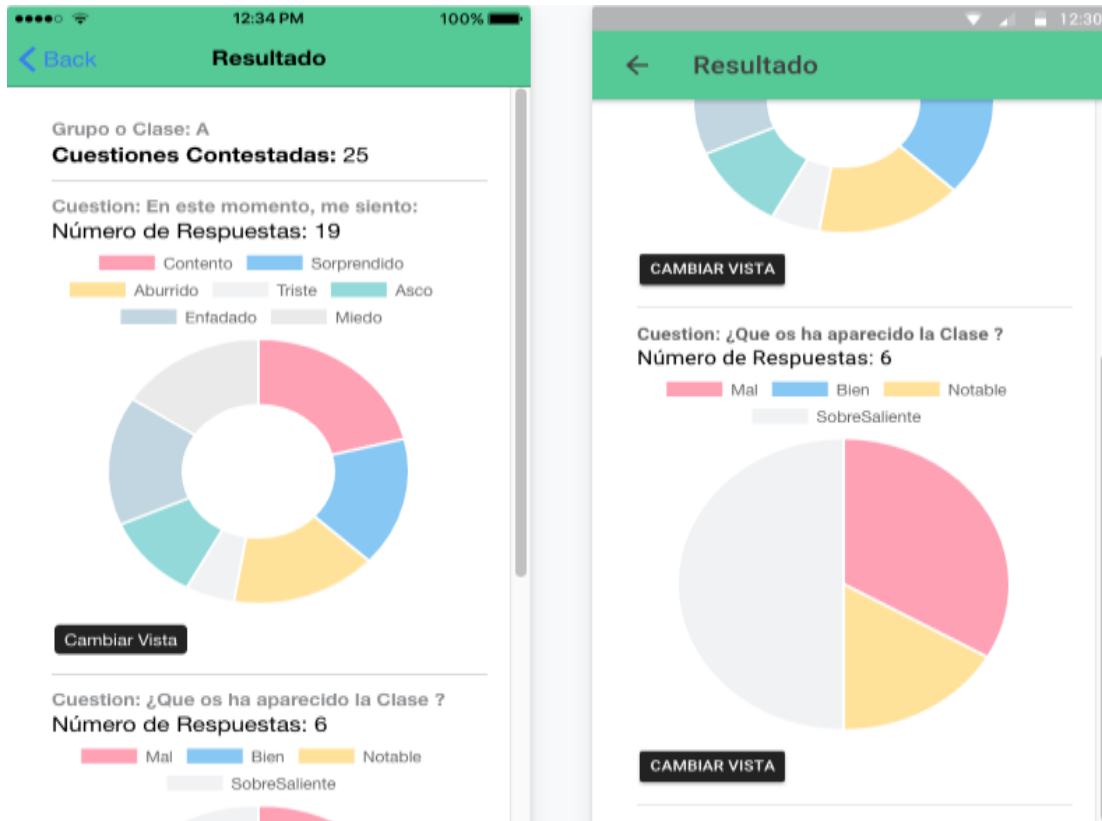 12:34 PM
100%
Back
Resultado
Grupo o Clase: A
Cuestiones Contestadas: 25
Cuestion: En este momento, me siento:
Número de Respuestas: 19
Contento Sorprendido
Aburrido Triste Asco
Enfadado Miedo
Cambiar Vista
Cuestion: ¿Que os ha aparecido la Clase ?
Número de Respuestas: 6
Mal Bien Notable
SobreSaliente
12:30
Resultado
CAMBIAR VISTA
Cuestion: ¿Que os ha aparecido la Clase ?
Número de Respuestas: 6
Mal Bien Notable
SobreSaliente
CAMBIAR VISTA